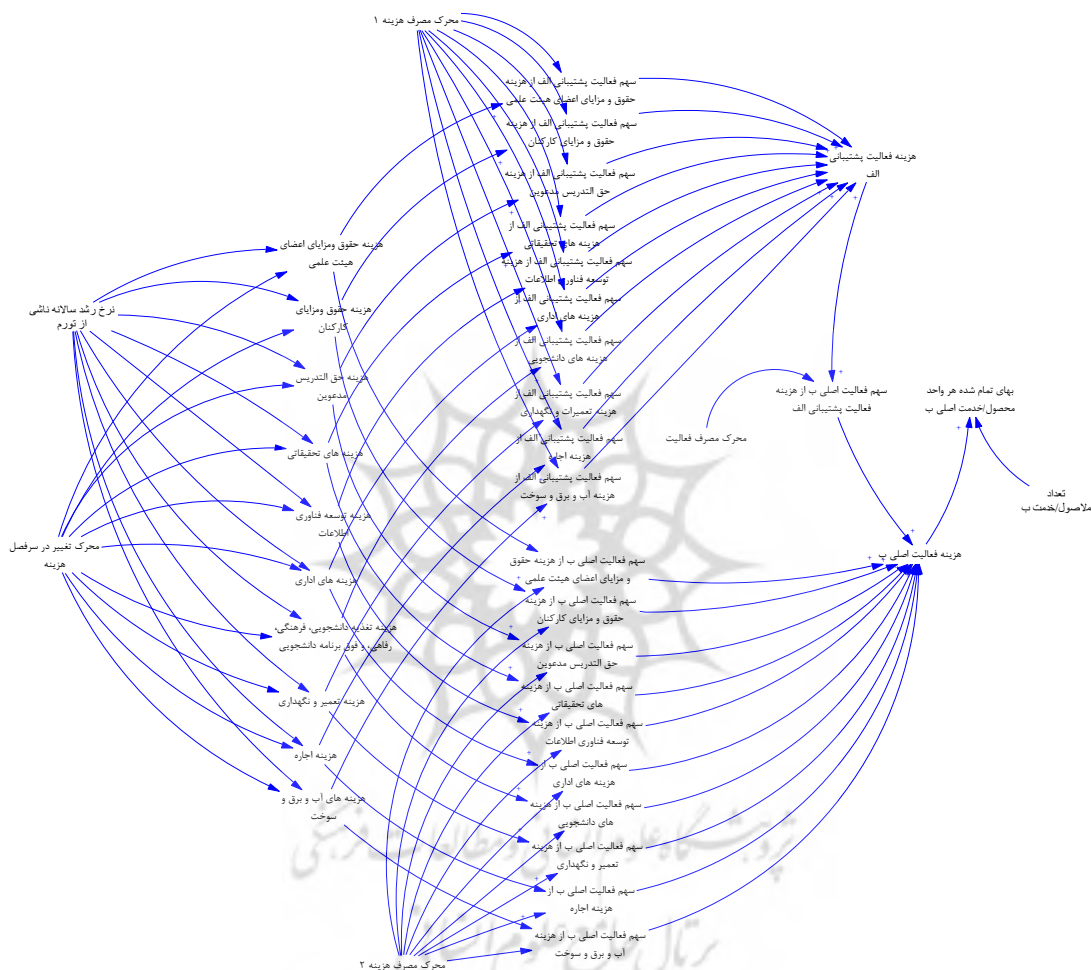 محرک مصرف هزینه ۱
سهم فعالیت پشتیبانی الف از هزینه
حقوق و مزایای اعضای هیئت علمی
سهم فعالیت پشتیبانی الف از هزینه
حقوق و مزایای کارکنان
سهم فعالیت پشتیبانی الف از هزینه
حق التدریس مدعوین
سهم فعالیت پشتیبانی الف از
هزینه های تحقیقاتی
سهم فعالیت پشتیبانی الف از هزینه
توسعه فناوری اطلاعات
سهم فعالیت پشتیبانی الف از
هزینه های اداری
سهم فعالیت پشتیبانی الف از
هزینه های دانشجویی
سهم فعالیت پشتیبانی الف از
هزینه تعمیرات و نگهداری
سهم فعالیت پشتیبانی الف از
هزینه اجاره
سهم فعالیت پشتیبانی الف از
هزینه آب و برق و سوخت
هزینه فعالیت پشتیبانی
الف
سهم فعالیت اصلی ب از هزینه
فعالیت پشتیبانی الف
محرک مصرف فعالیت
بهای تمام شده هر واحد
محصول/خدمت اصلی ب
تعداد
ملاصول/خدمت ب
هزینه فعالیت اصلی ب
هزینه حقوق ومزایای اعضای
هیئت علمی
هزینه حقوق ومزایای
کارکنان
هزینه حق التدریس
مدعوین
هزینه های تحقیقاتی
هزینه توسعه فناوری
اطلاعات
هزینه های اداری
هزینه تغذیه دانشجویی، فرهنگی،
رفاهی، و فوق برنامه دانشجویی
هزینه تعمیر و نگهداری
هزینه اجاره
هزینه های آب و برق و
سوخت
نرخ رشد سالانه ناشی
از تورم
محرک تغییر در سرفصل
هزینه
سهم فعالیت اصلی ب از هزینه حقوق
و مزایای اعضای هیئت علمی
سهم فعالیت اصلی ب از هزینه
حقوق و مزایای کارکنان
سهم فعالیت اصلی ب از هزینه
حق التدریس مدعوین
سهم فعالیت اصلی ب از هزینه
های تحقیقاتی
سهم فعالیت اصلی ب از هزینه
توسعه فناوری اطلاعات
سهم فعالیت اصلی ب از
هزینه های اداری
سهم فعالیت اصلی ب از هزینه
های دانشجویی
سهم فعالیت اصلی ب از هزینه
تعمیر و نگهداری
سهم فعالیت اصلی ب از
هزینه اجاره
سهم فعالیت اصلی ب از هزینه
آب و برق و سوخت
محرک مصرف هزینه ۲
پژوهشگاه علوم انسانی و مطالعات فرهنگی
پرتال جامع علوم انسانی